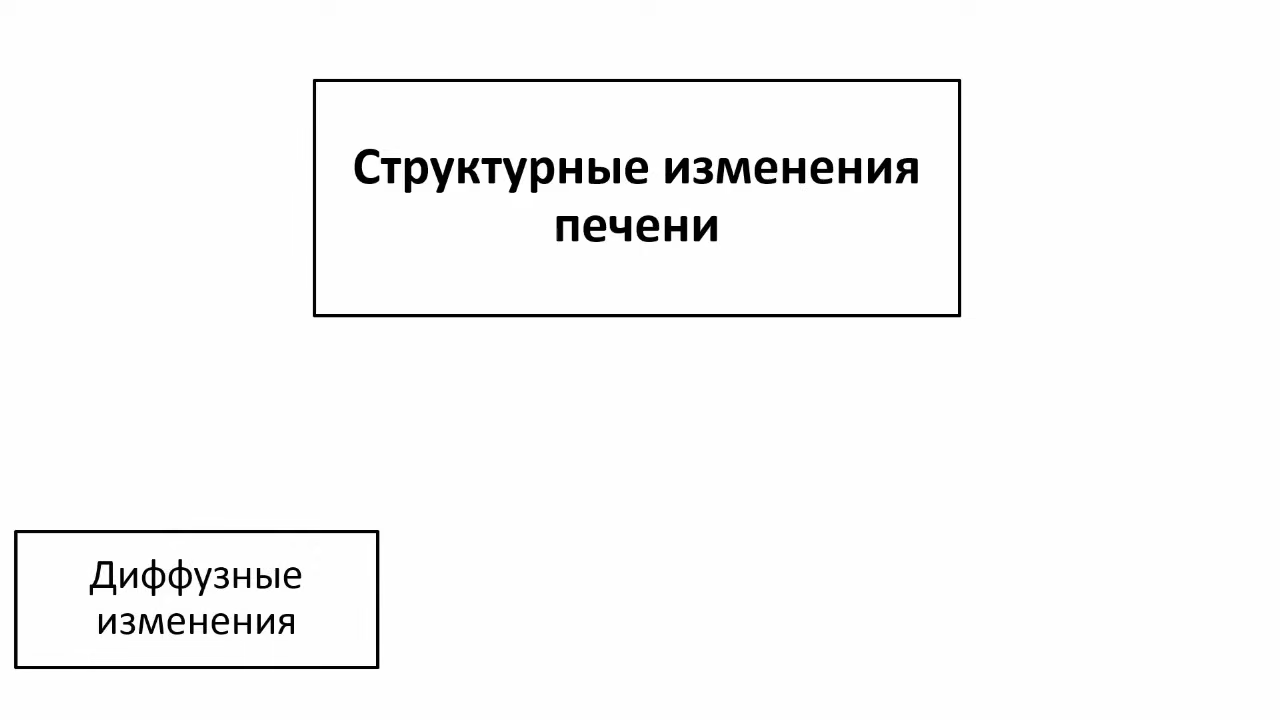 Структурные изменения
печени
Диффузные
изменения